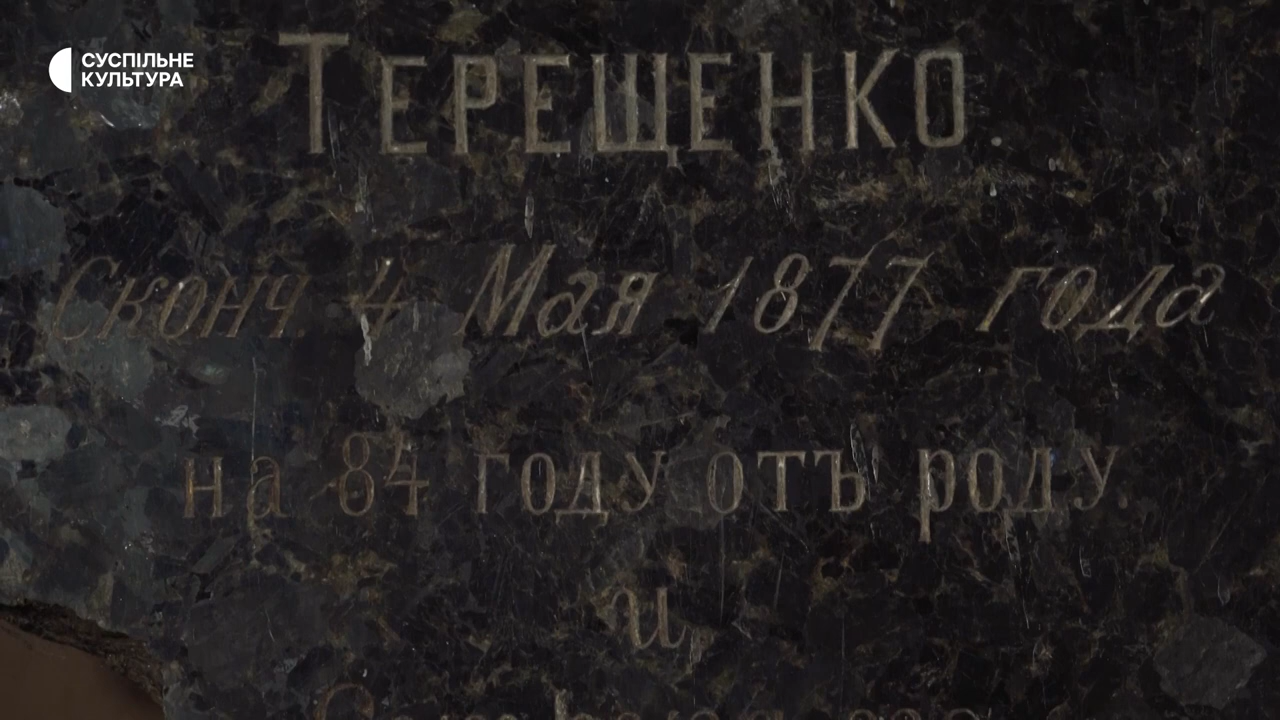 СУСПІЛЬНЕ
КУЛЬТУРА
ТЕРЕЩЕНКО
Сконч. 4 Мая 1877 года
на 84 году отъ роду.
и